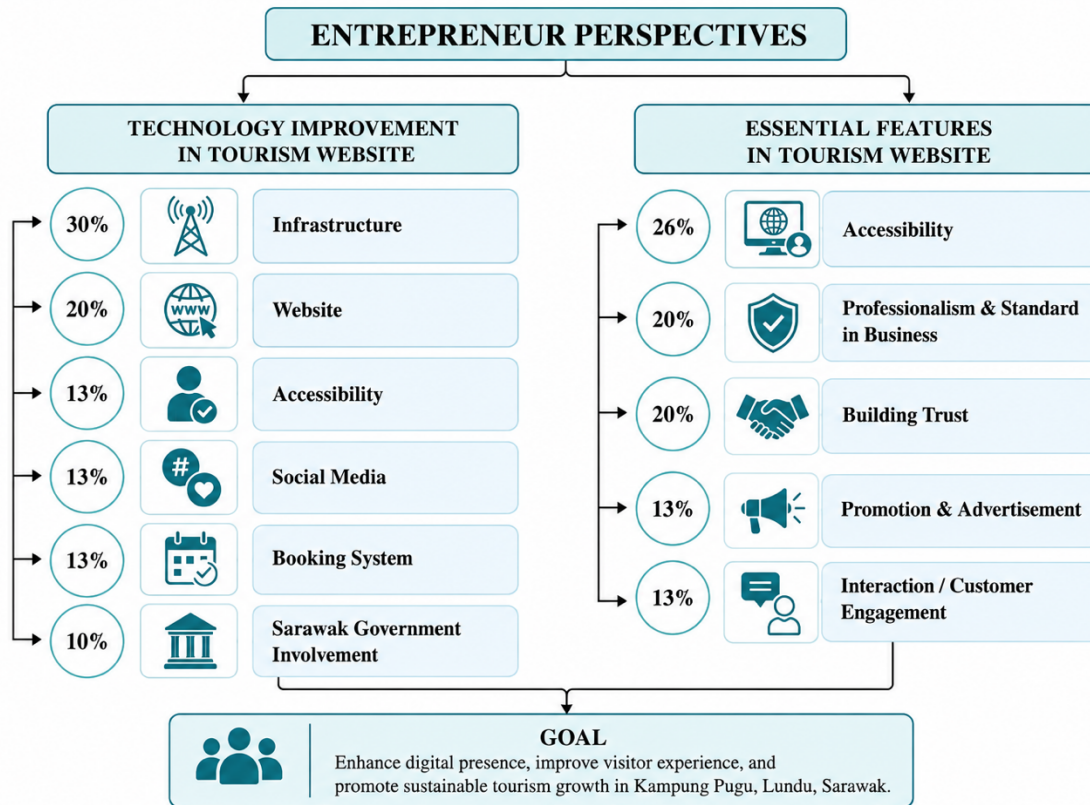 ENTREPRENEUR PERSPECTIVES
TECHNOLOGY IMPROVEMENT
IN TOURISM WEBSITE
30%
Infrastructure
20%
WWW
Website
13%
Accessibility
13%
#
Social Media
13%
Booking System
10%
Sarawak Government
Involvement
ESSENTIAL FEATURES
IN TOURISM WEBSITE
26%
Accessibility
20%
Professionalism & Standard
in Business
20%
Building Trust
13%
Promotion & Advertisement
13%
Interaction / Customer
Engagement
GOAL
Enhance digital presence, improve visitor experience, and
promote sustainable tourism growth in Kampung Pugu, Lundu, Sarawak.